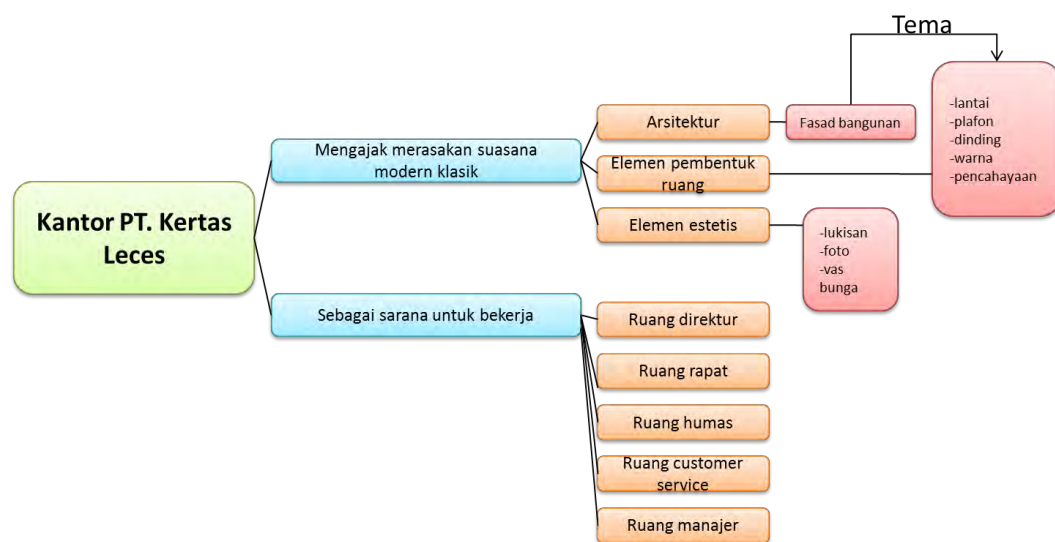 Tema
Kantor PT. Kertas
Leces
Mengajak merasakan suasana
modern klasik
Arsitektur
Fasad bangunan
-lantai
-plafon
-dinding
-warna
-pencahayaan
Elemen pembentuk
ruang
Elemen estetis
-lukisan
-foto
-vas
bunga
Sebagai sarana untuk bekerja
Ruang direktur
Ruang rapat
Ruang humas
Ruang customer
service
Ruang manajer